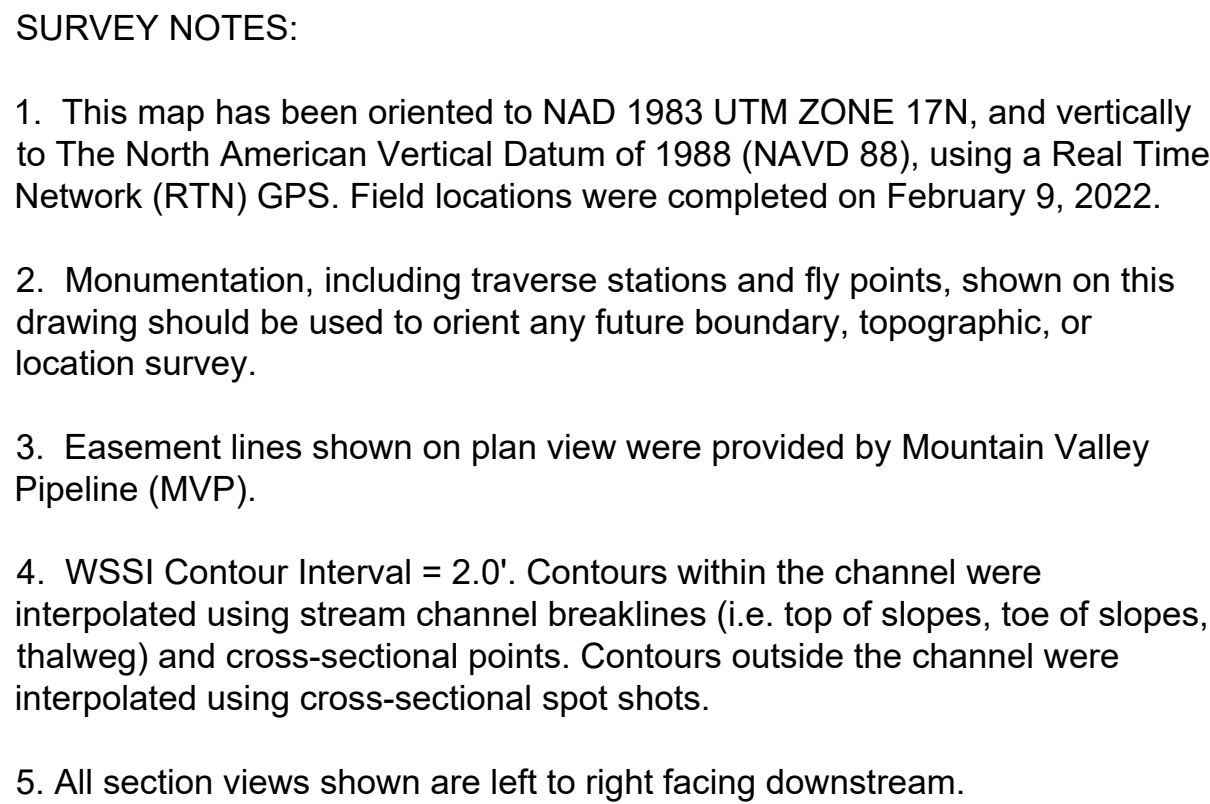 SURVEY NOTES:
1. This map has been oriented to NAD 1983 UTM ZONE 17N, and vertically
to The North American Vertical Datum of 1988 (NAVD 88), using a Real Time
Network (RTN) GPS. Field locations were completed on February 9, 2022.
2. Monumentation, including traverse stations and fly points, shown on this
drawing should be used to orient any future boundary, topographic, or
location survey.
3. Easement lines shown on plan view were provided by Mountain Valley
Pipeline (MVP).
4. WSSI Contour Interval = 2.0'. Contours within the channel were
interpolated using stream channel breaklines (i.e. top of slopes, toe of slopes,
thalweg) and cross-sectional points. Contours outside the channel were
interpolated using cross-sectional spot shots.
5. All section views shown are left to right facing downstream.